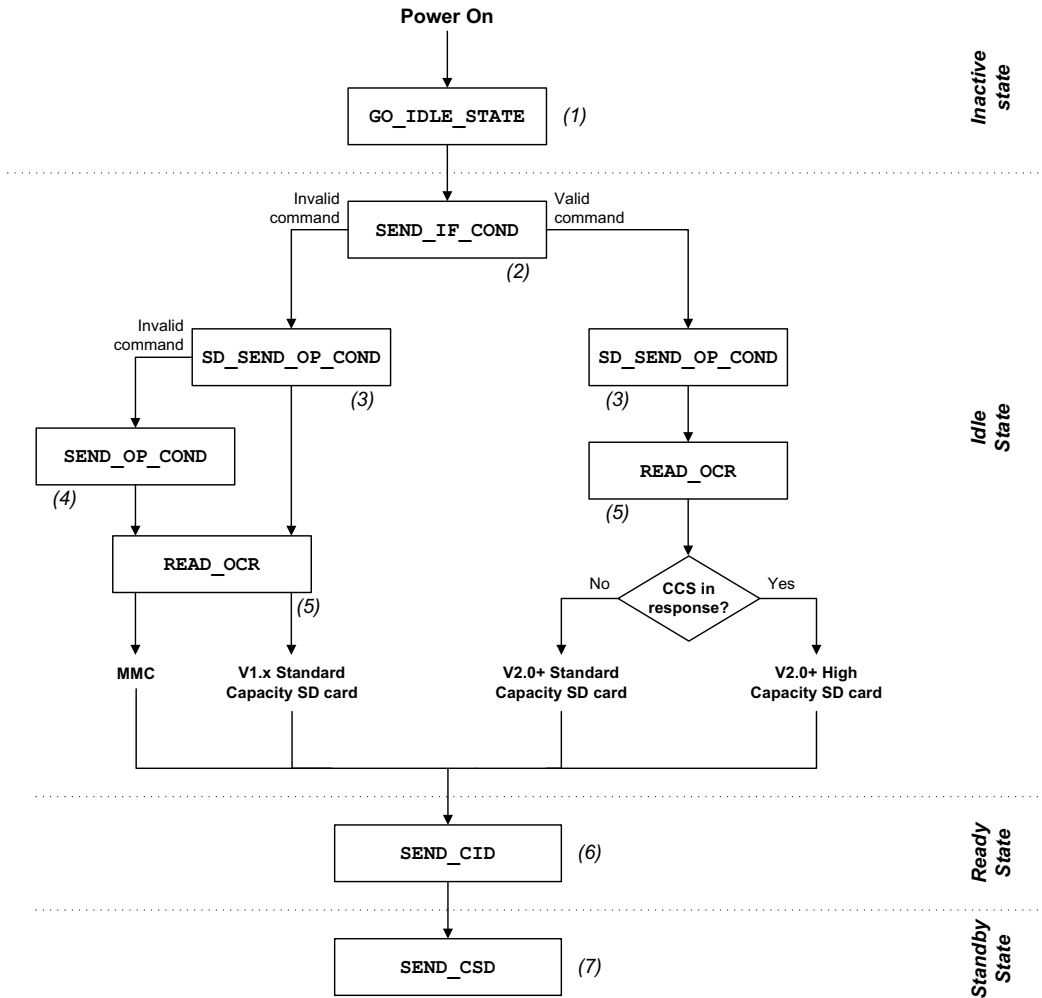 Power On
GO_IDLE_STATE
(1)
Inactive
state
Invalid
command
Valid
command
SEND_IF_COND
(2)
Invalid
command
SD_SEND_OP_COND
(3)
SD_SEND_OP_COND
(3)
Idle
State
SEND_OP_COND
(4)
READ_OCR
(5)
READ_OCR
(5)
No
CCS in
response?
Yes
MMC
V1.x Standard
Capacity SD card
V2.0+ Standard
Capacity SD card
V2.0+ High
Capacity SD card
SEND_CID
(6)
Ready
State
SEND_CSD
(7)
Standby
State